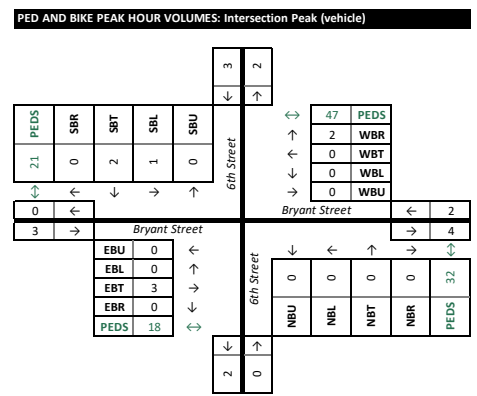 PED AND BIKE PEAK HOUR VOLUMES: Intersection Peak (vehicle)
3 2
↓ ↑
PEDS SBR SBT SBL SBU
21 0 2 1 0
↕ ← ↓ → ↑
6th Street
↔ 47 PEDS
↑ 2 WBR
← 0 WBT
↓ 0 WBL
→ 0 WBU
0 ←
Bryant Street
← 2
3 →
Bryant Street
→ 4
EBU 0 ←
EBL 0 ↑
EBT 3 →
EBR 0 ↓
PEDS 18 ↔
6th Street
↓ ← ↑ → ↕
0 0 0 0 32
NBU NBL NBT NBR PEDS
↓ ↑
2 0